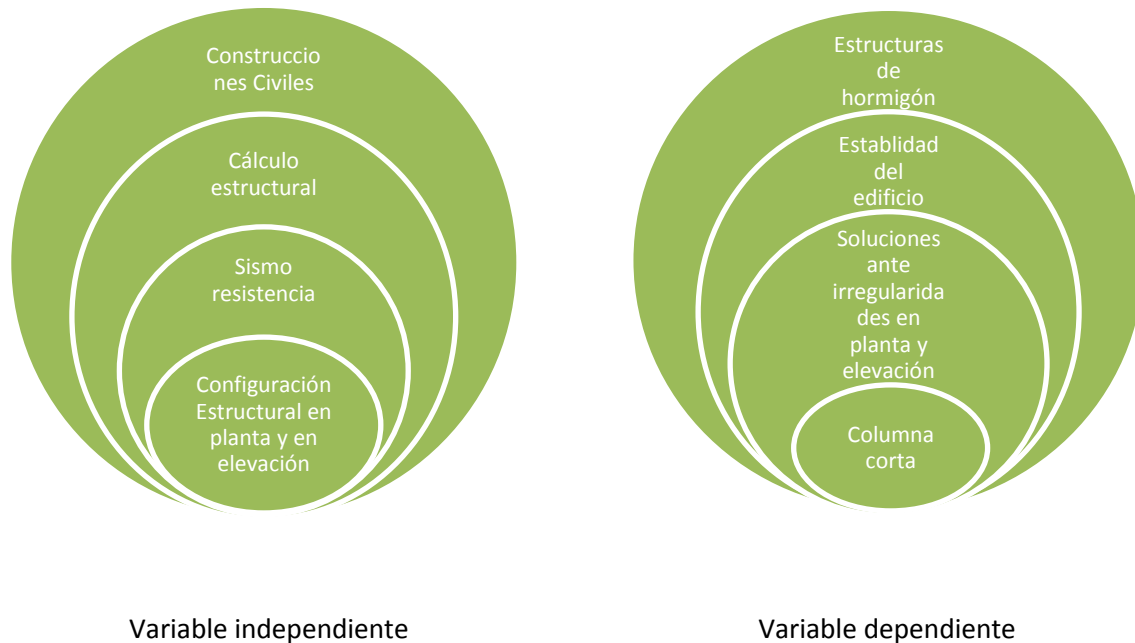 Construccio
nes Civiles
Cálculo
estructural
Sismo
resistencia
Configuración
Estructural en
planta y en
elevación
Variable independiente
Estructuras
de
hormigón
Establidad
del
edificio
Soluciones
ante
irregularida
des en
planta y
elevación
Columna
corta
Variable dependiente